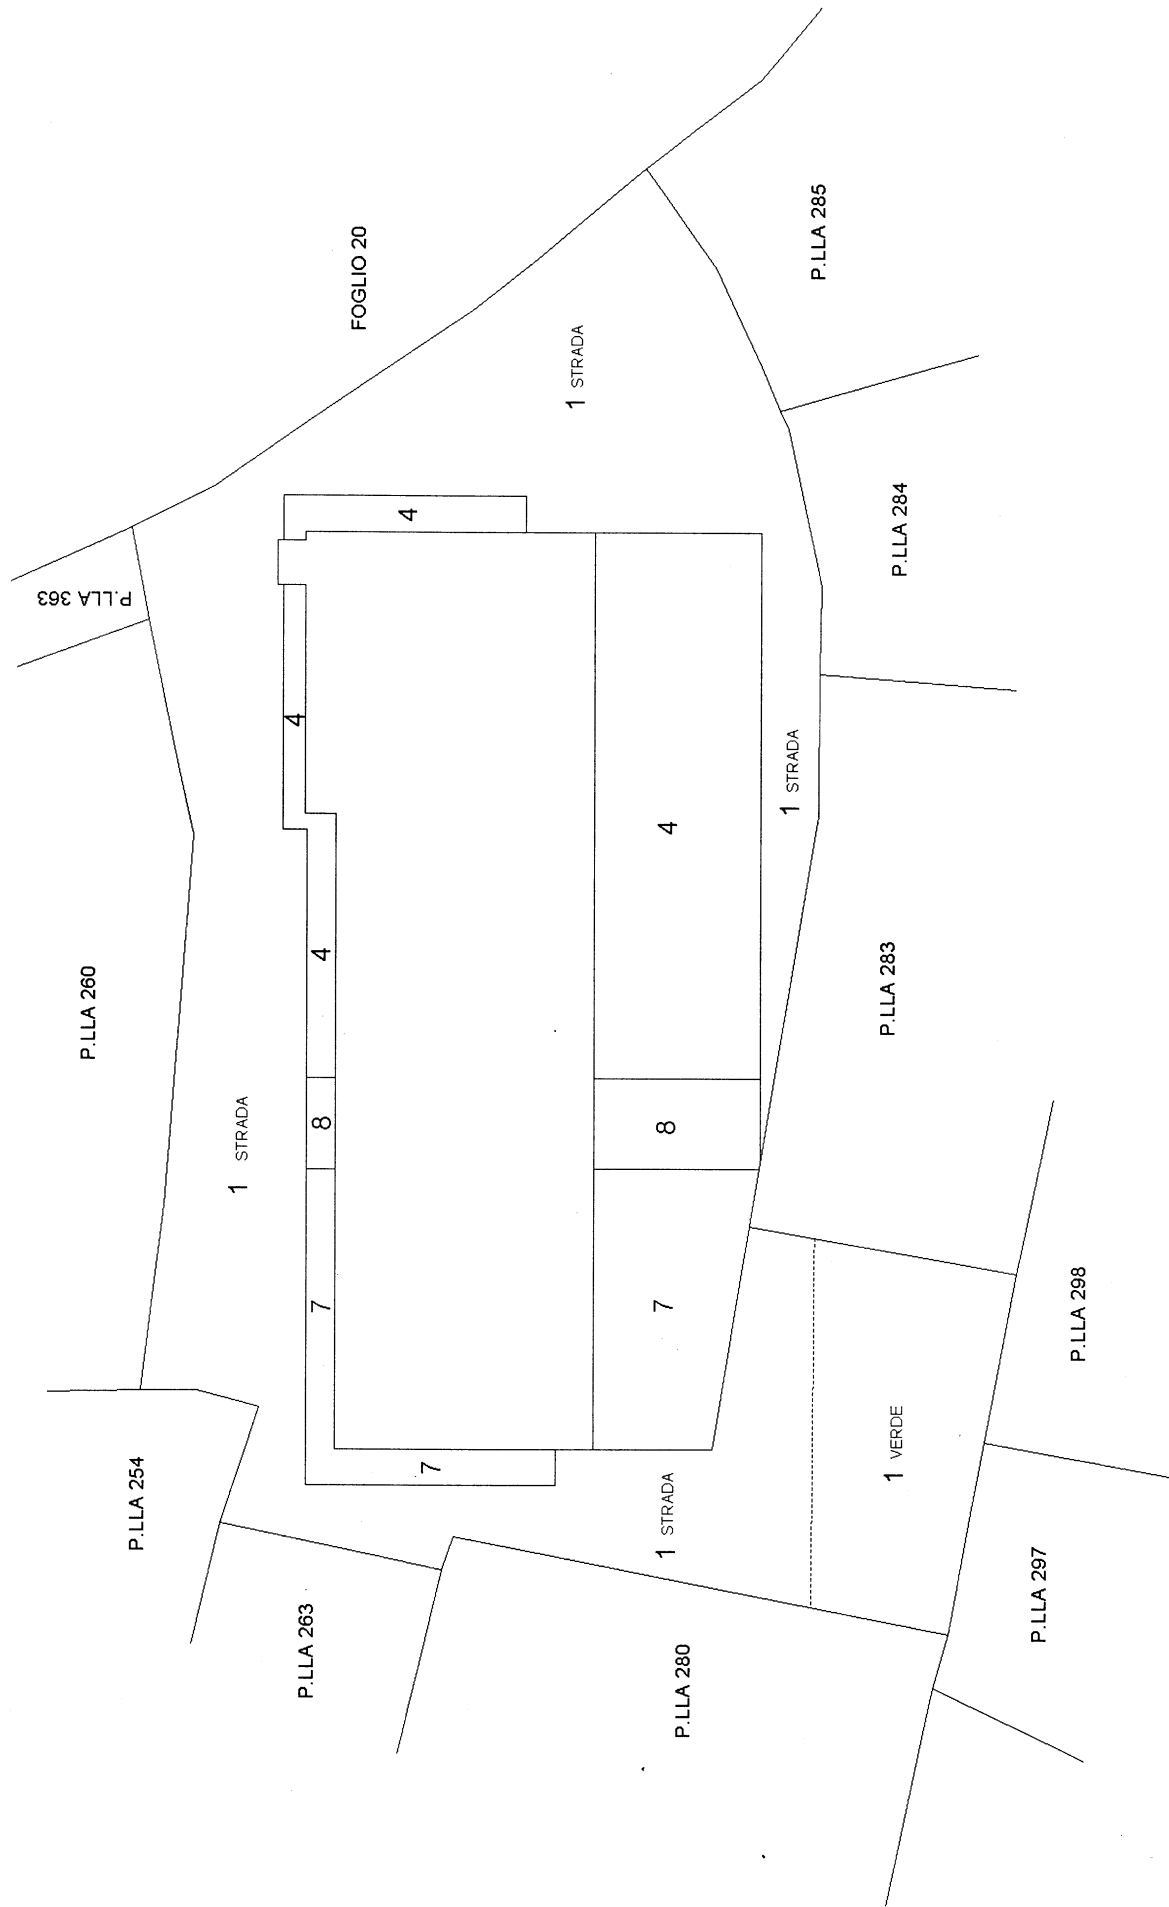 P.LLA 363
FOGLIO 20
P.LLA 285
1 STRADA
4
P.LLA 284
4
1 STRADA
4
4
P.LLA 260
P.LLA 283
1 STRADA
8
8
7
7
P.LLA 298
P.LLA 254
7
1 STRADA
1 VERDE
P.LLA 263
P.LLA 280
P.LLA 297